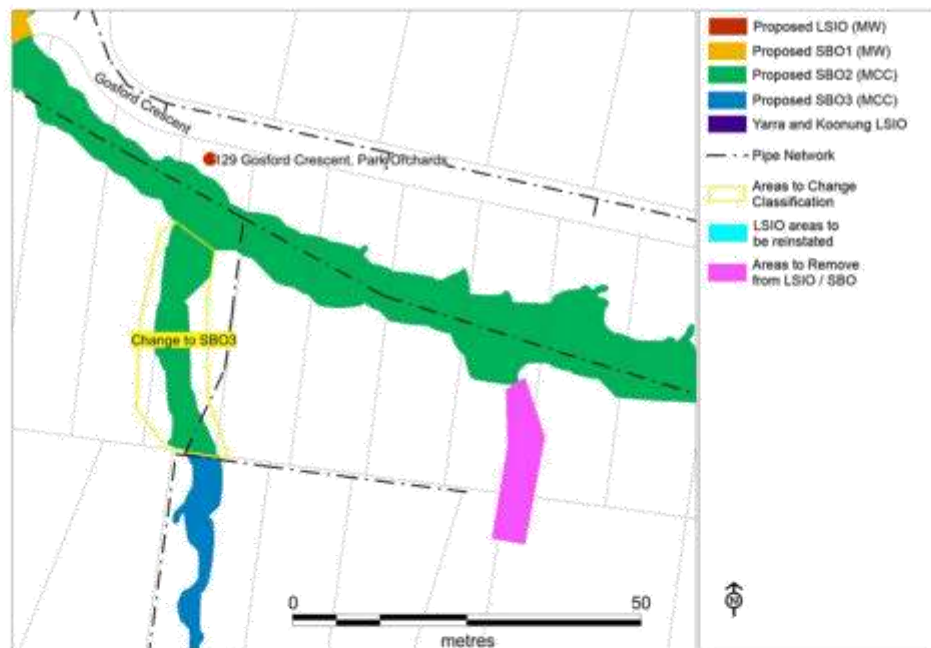 Gosford Crescent
129 Gosford Crescent, Park Orchards
Change to SBO3
0 50
metres
Proposed LSIO (MW)
Proposed SBO1 (MW)
Proposed SBO2 (MCC)
Proposed SBO3 (MCC)
Yarra and Koonung LSIO
Pipe Network
Areas to Change
Classification
LSIO areas to
be reinstated
Areas to Remove
from LSIO / SBO
N